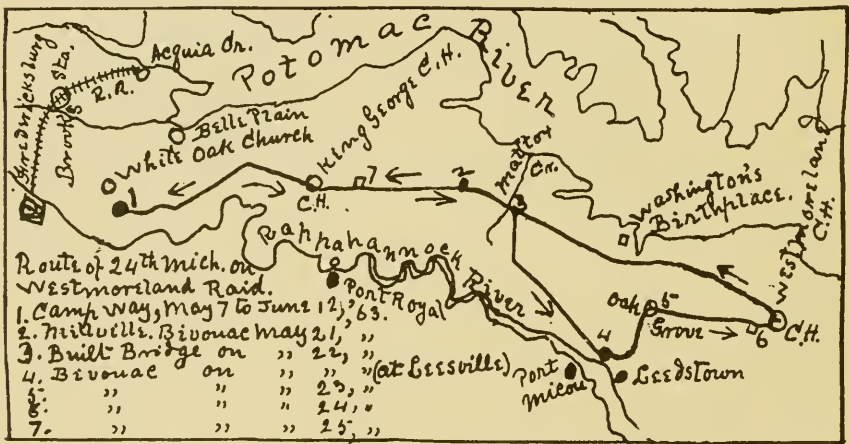 Potomac River
Acquia Cr.
R.R.
Brooks Sta.
Fredericksburg
Belle Plain
White Oak Church
King George C.H.
C.H.
1
7
2
Mattox Cr.
3
Washington's
Birthplace.
Westmoreland C.H.
C.H.
Rappahannock River
Port Royal
Oak Grove
5
6
4
Leedstown
Port
Micou
Route of 24th Mich. on
Westmoreland Raid.
1. Camp Way, May 7 to June 12, '63.
2. Millville. Bivouac May 21, "
3. Built Bridge on " 22, "
4. Bivouac on " " " (at Leesville)
5. " " " 23, "
6. " " " 24, "
7. " " " 25, "